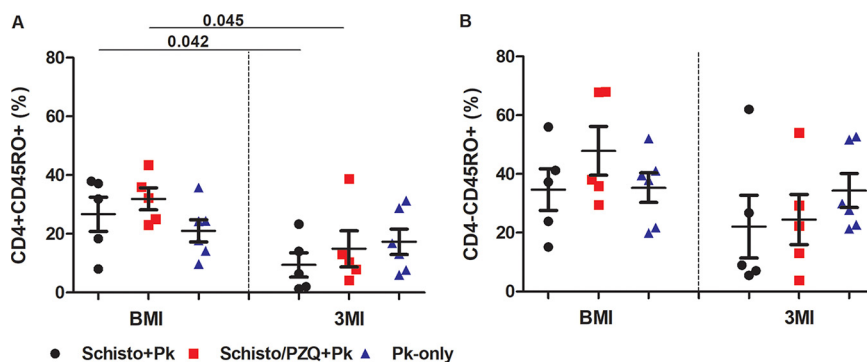 A
0.045
0.042
CD4+CD45RO+ (%)
80
60
40
20
0
BMI
3MI
B
CD4-CD45RO+ (%)
80
60
40
20
0
BMI
3MI
Schisto+Pk
Schisto/PZQ+Pk
Pk-only